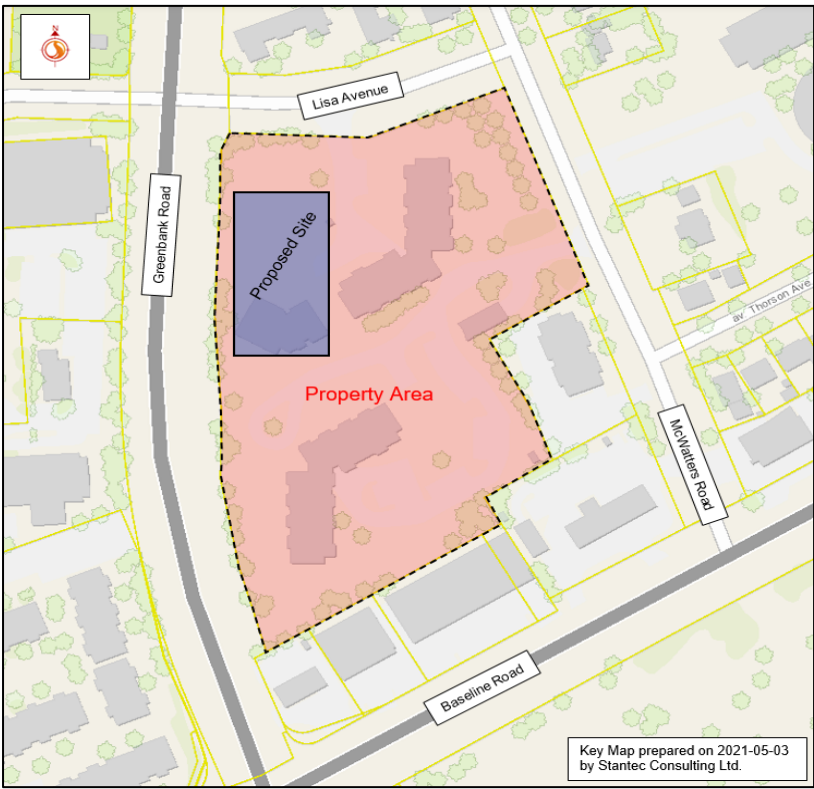 N
Lisa Avenue
Greenbank Road
Proposed Site
av. Thorson Ave
Property Area
McWatters Road
Baseline Road
Key Map prepared on 2021-05-03
by Stantec Consulting Ltd.